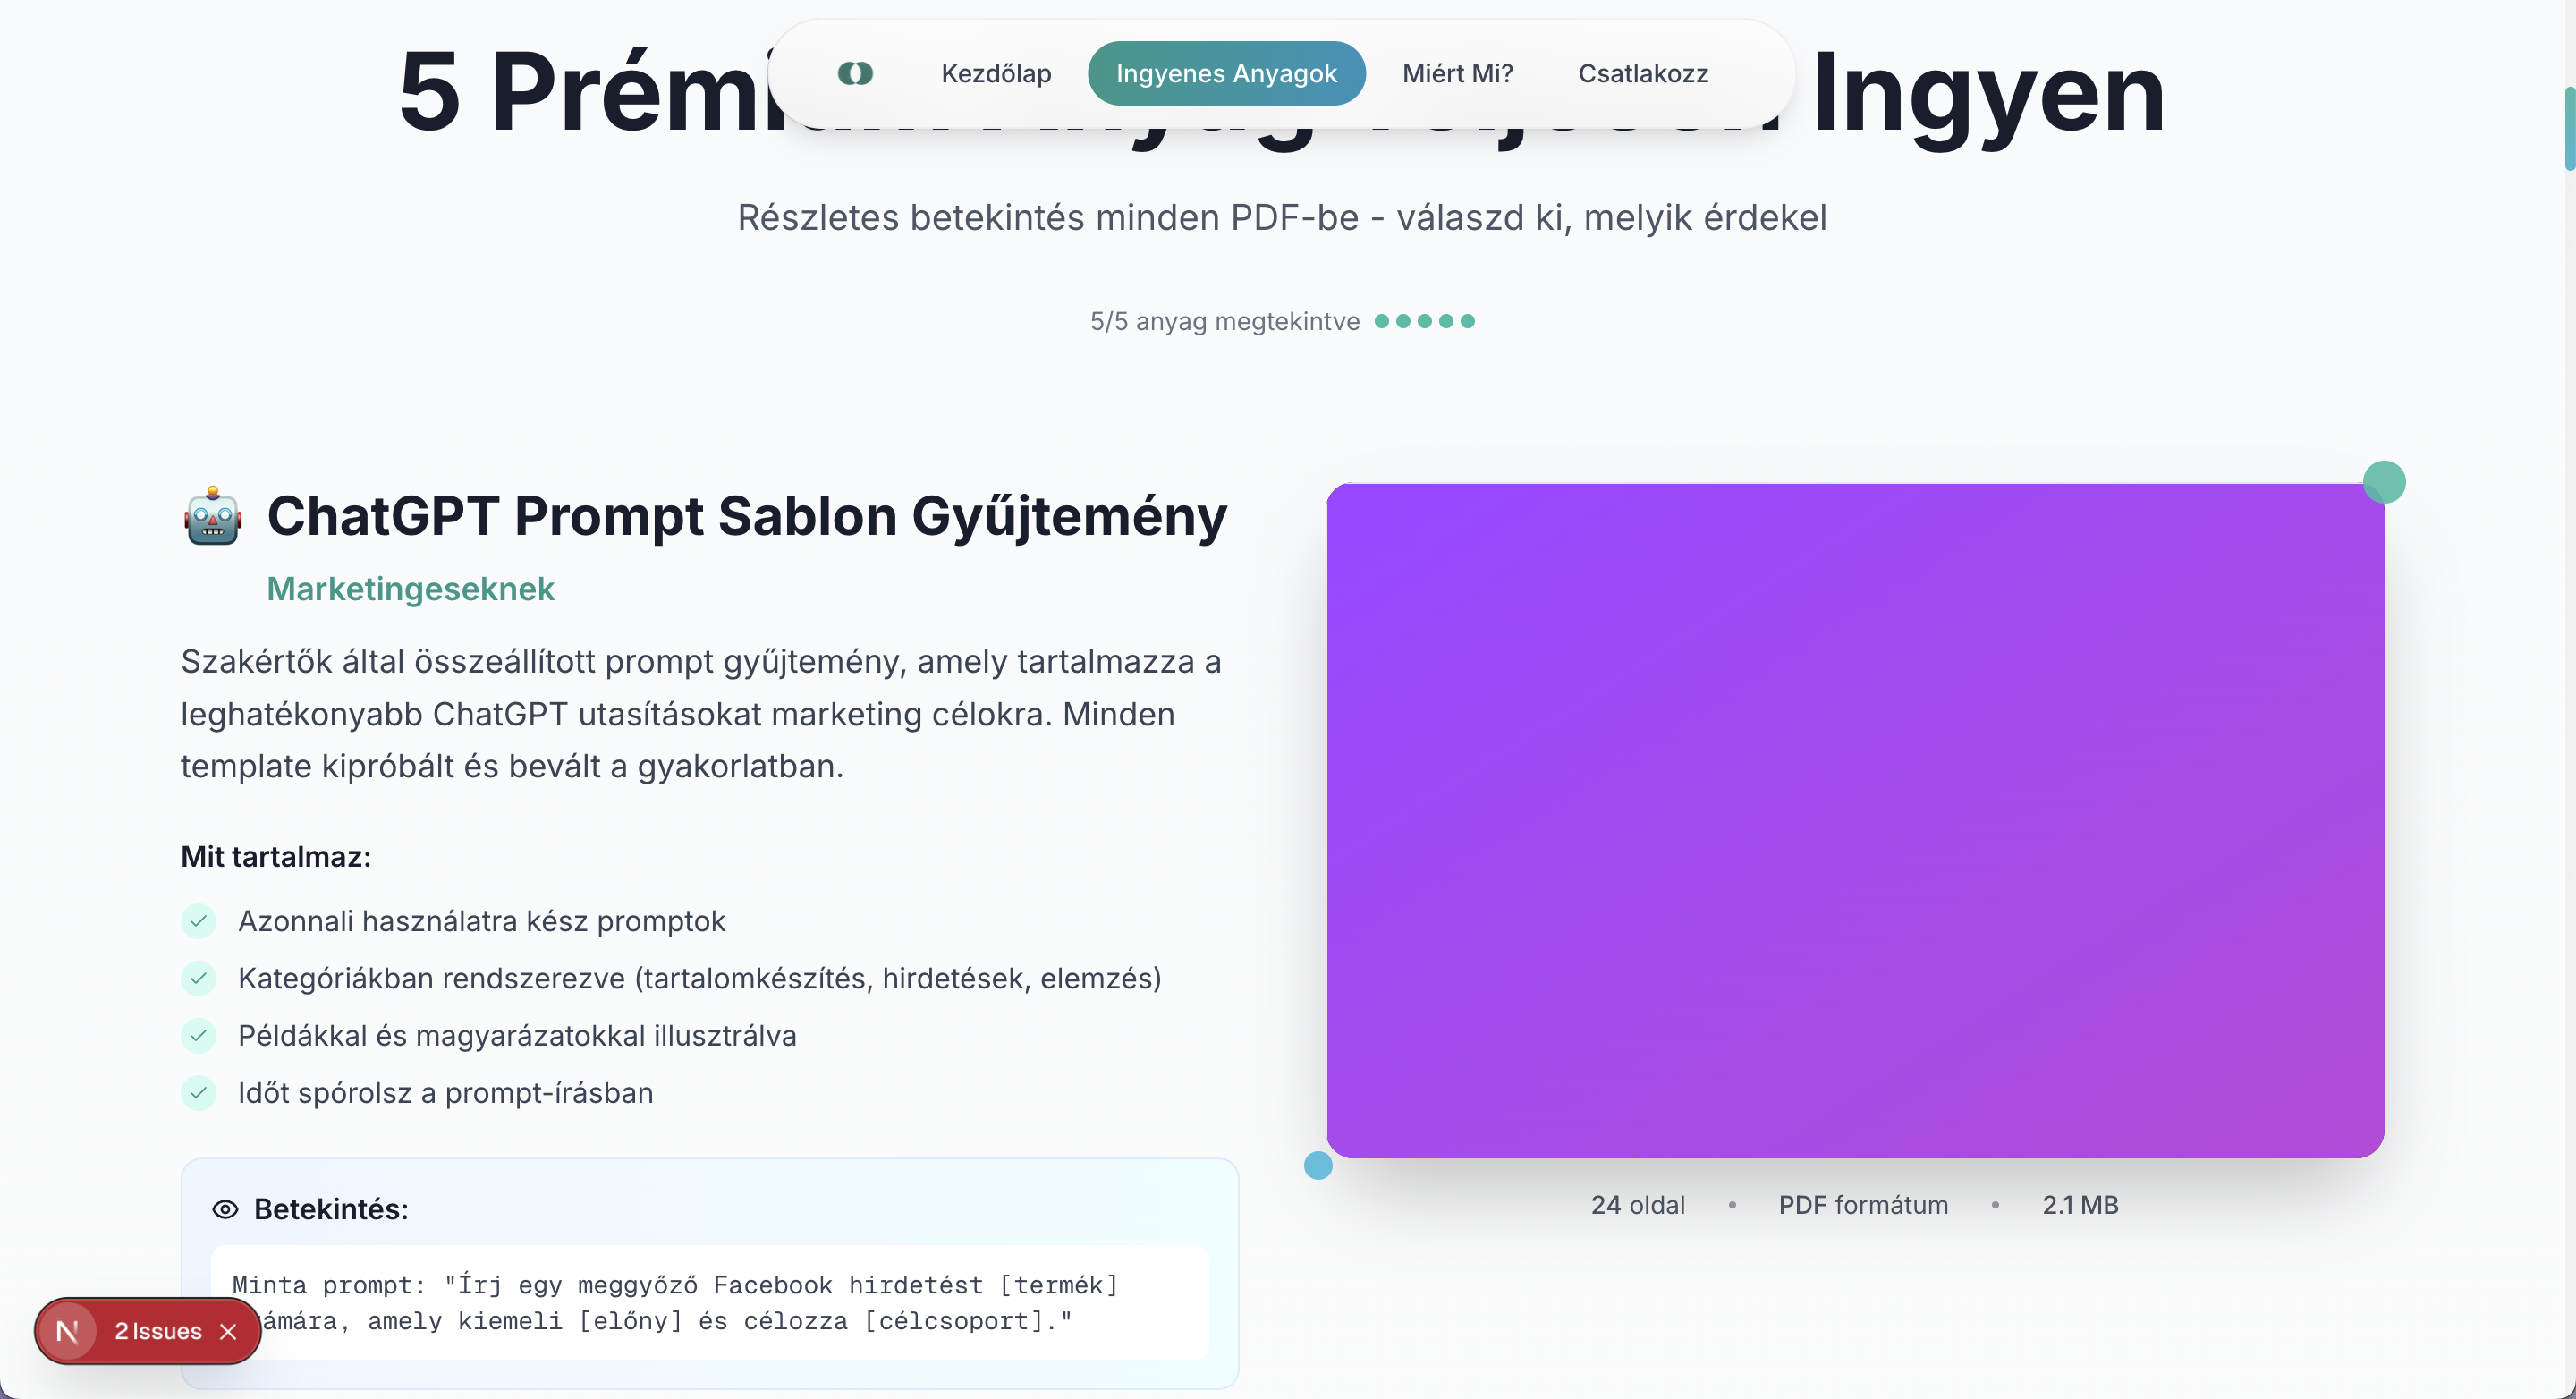 Kezdőlap
Ingyenes Anyagok
Miért Mi?
Csatlakozz
5 Ingyen
Részletes betekintés minden PDF-be - válaszd ki, melyik érdekel
5/5 anyag megtekintve
ChatGPT Prompt Sablon Gyűjtemény
Marketingeseknek
Szakértők által összeállított prompt gyűjtemény, amely tartalmazza a
leghatékonyabb ChatGPT utasításokat marketing célokra. Minden
template kipróbált és bevált a gyakorlatban.
Mit tartalmaz:
Azonnali használatra kész promptok
Kategóriákban rendszerezve (tartalomkészítés, hirdetések, elemzés)
Példákkal és magyarázatokkal illusztrálva
Időt spórolsz a prompt-írásban
Betekintés:
Minta prompt: "Írj egy meggyőző Facebook hirdetést [termék]
amely kiemeli [előny] és célozza [célcsoport]."
24 oldal • PDF formátum • 2.1 MB
N 2 Issues